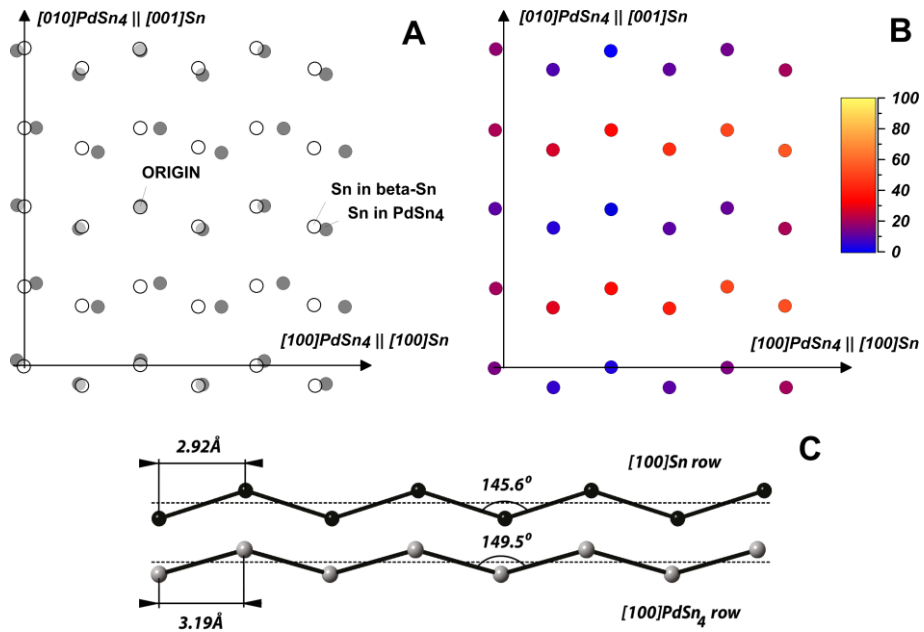 [010]PdSn4 || [001]Sn
A
ORIGIN
Sn in beta-Sn
Sn in PdSn4
[100]PdSn4 || [100]Sn
[010]PdSn4 || [001]Sn
B
100
80
60
40
20
0
[100]PdSn4 || [100]Sn
C
2.92Å
[100]Sn row
145.6°
149.5°
3.19Å
[100]PdSn₄ row